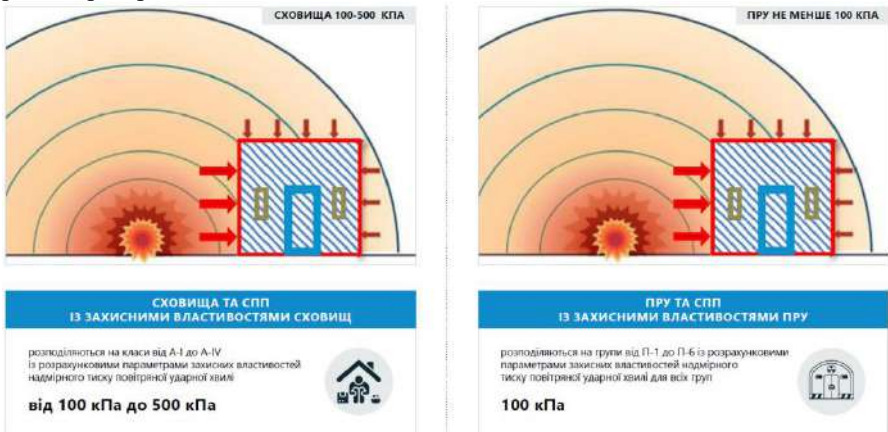 СХОВИЩА 100-500 КПА
СХОВИЩА ТА СПП
ІЗ ЗАХИСНИМИ ВЛАСТИВОСТЯМИ СХОВИЩ
розподіляються на класи від А-І до А-ІV
із розрахунковими параметрами захисних властивостей
надмірного тиску повітряної ударної хвилі
від 100 кПа до 500 кПа
ПРУ НЕ МЕНШЕ 100 КПА
ПРУ ТА СПП
ІЗ ЗАХИСНИМИ ВЛАСТИВОСТЯМИ ПРУ
розподіляються на групи від П-1 до П-6 із розрахунковими
параметрами захисних властивостей надмірного
тиску повітряної ударної хвилі для всіх груп
100 кПа